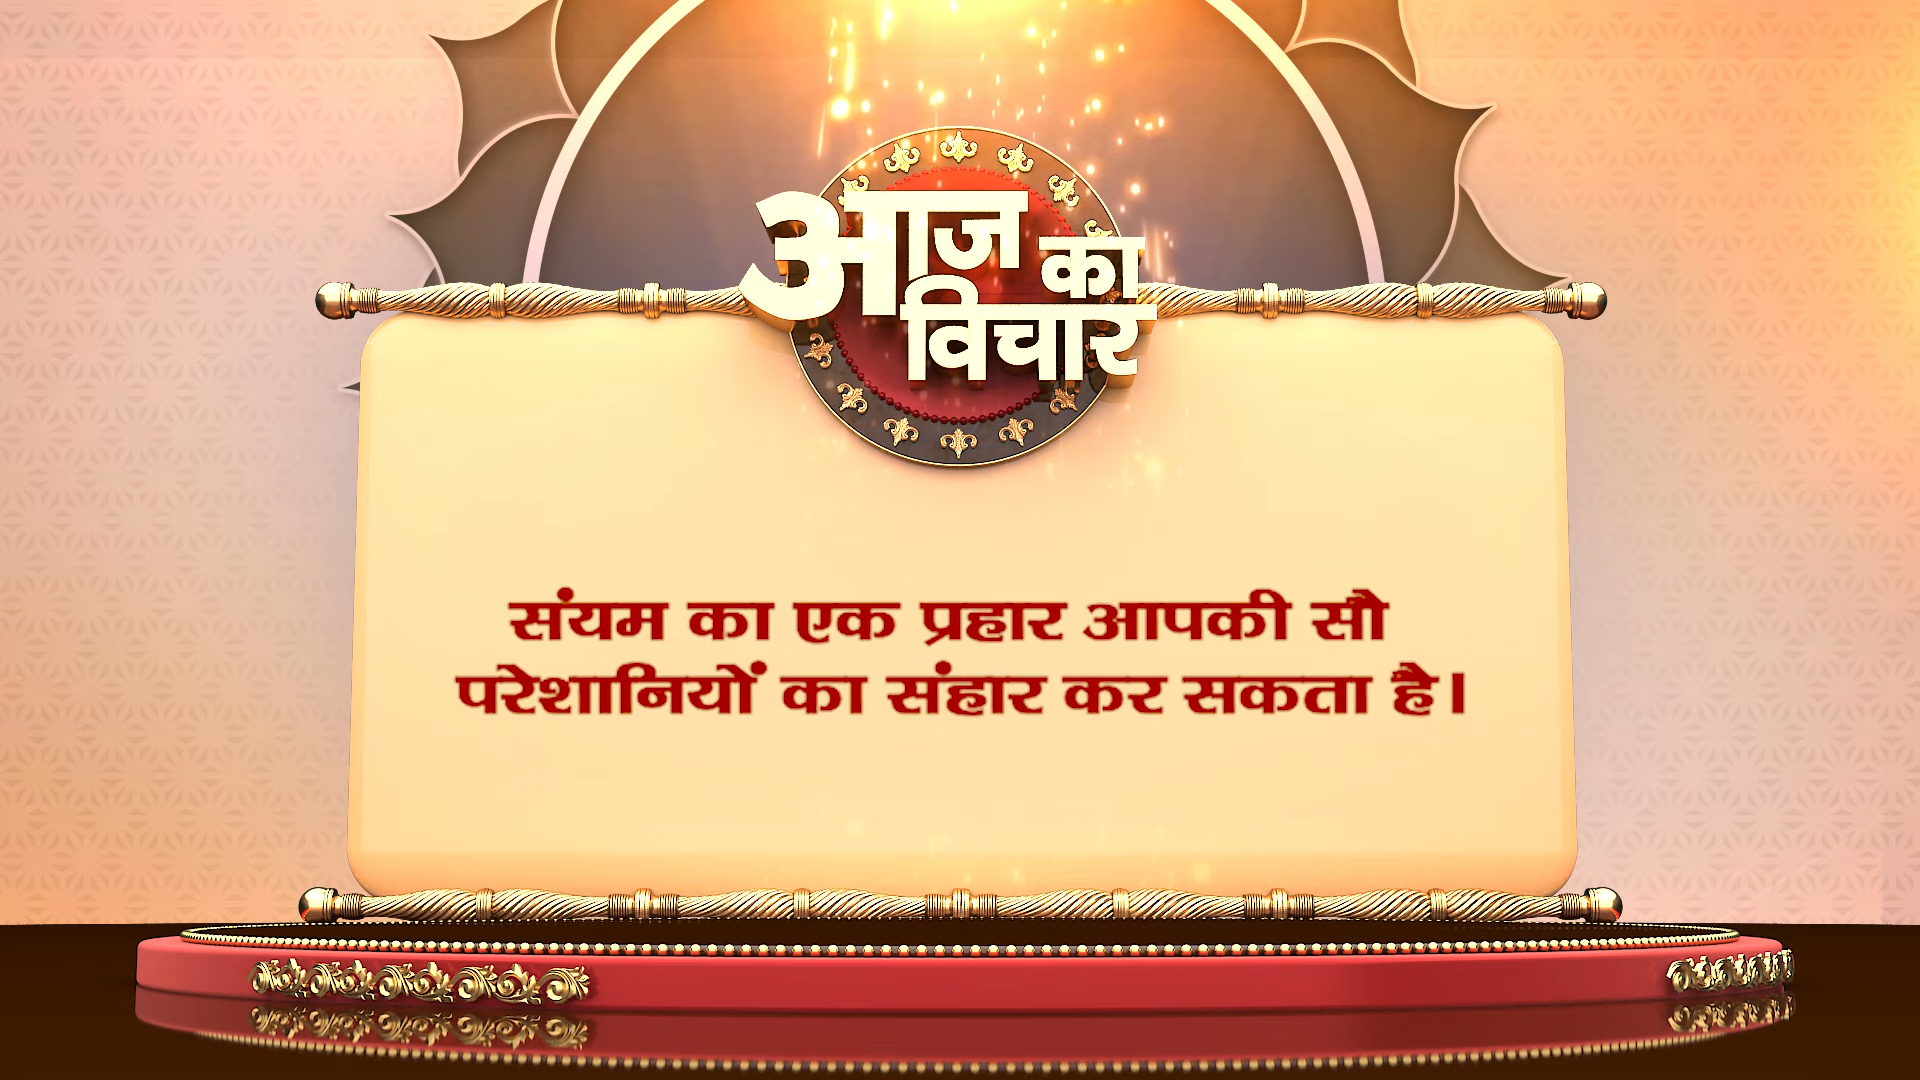 आज का
विचार
संयम का एक प्रहार आपकी सौ
परेशानियों का संहार कर सकता है।